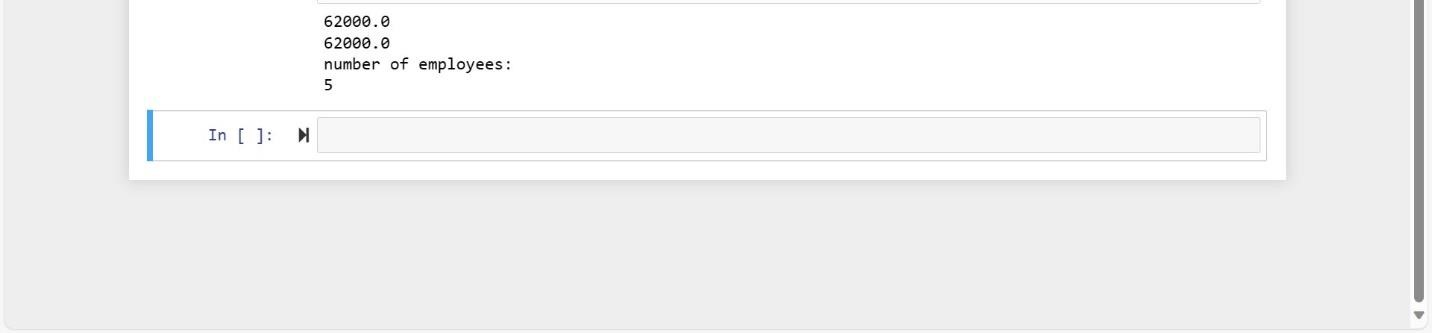 62000.0
62000.0
number of employees:
5
In [ ]: